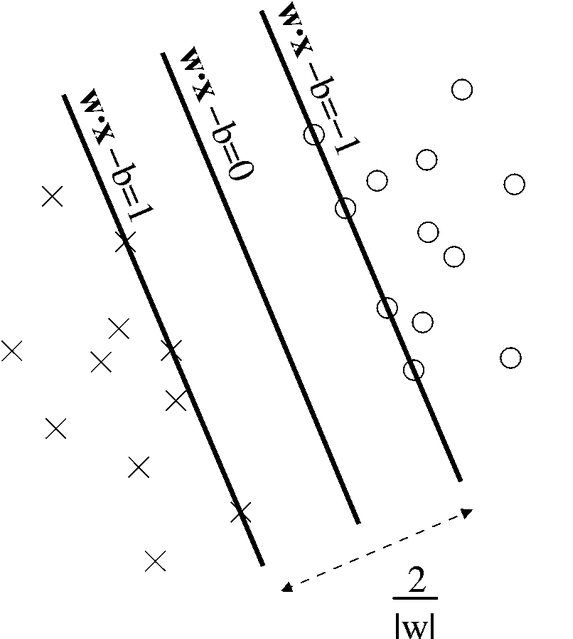 w·x –b=1
w·x –b=0
w·x –b=–1
2
|w|